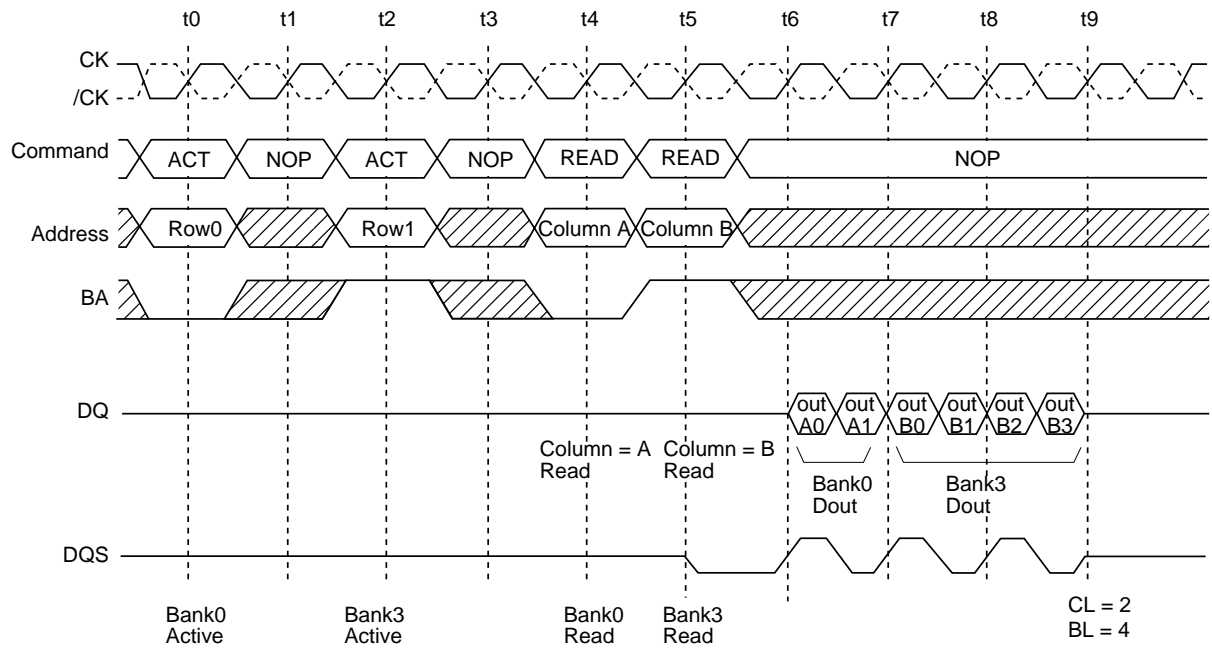 t0 t1 t2 t3 t4 t5 t6 t7 t8 t9
CK
/CK
Command ACT NOP ACT NOP READ READ NOP
Address Row0 Row1 Column A Column B
BA
DQ out out out out out out
A0 A1 B0 B1 B2 B3
Column = A Column = B
Read Read
Bank0 Bank3
Dout Dout
DQS
Bank0 Bank3 Bank0 Bank3
Active Active Read Read
CL = 2
BL = 4